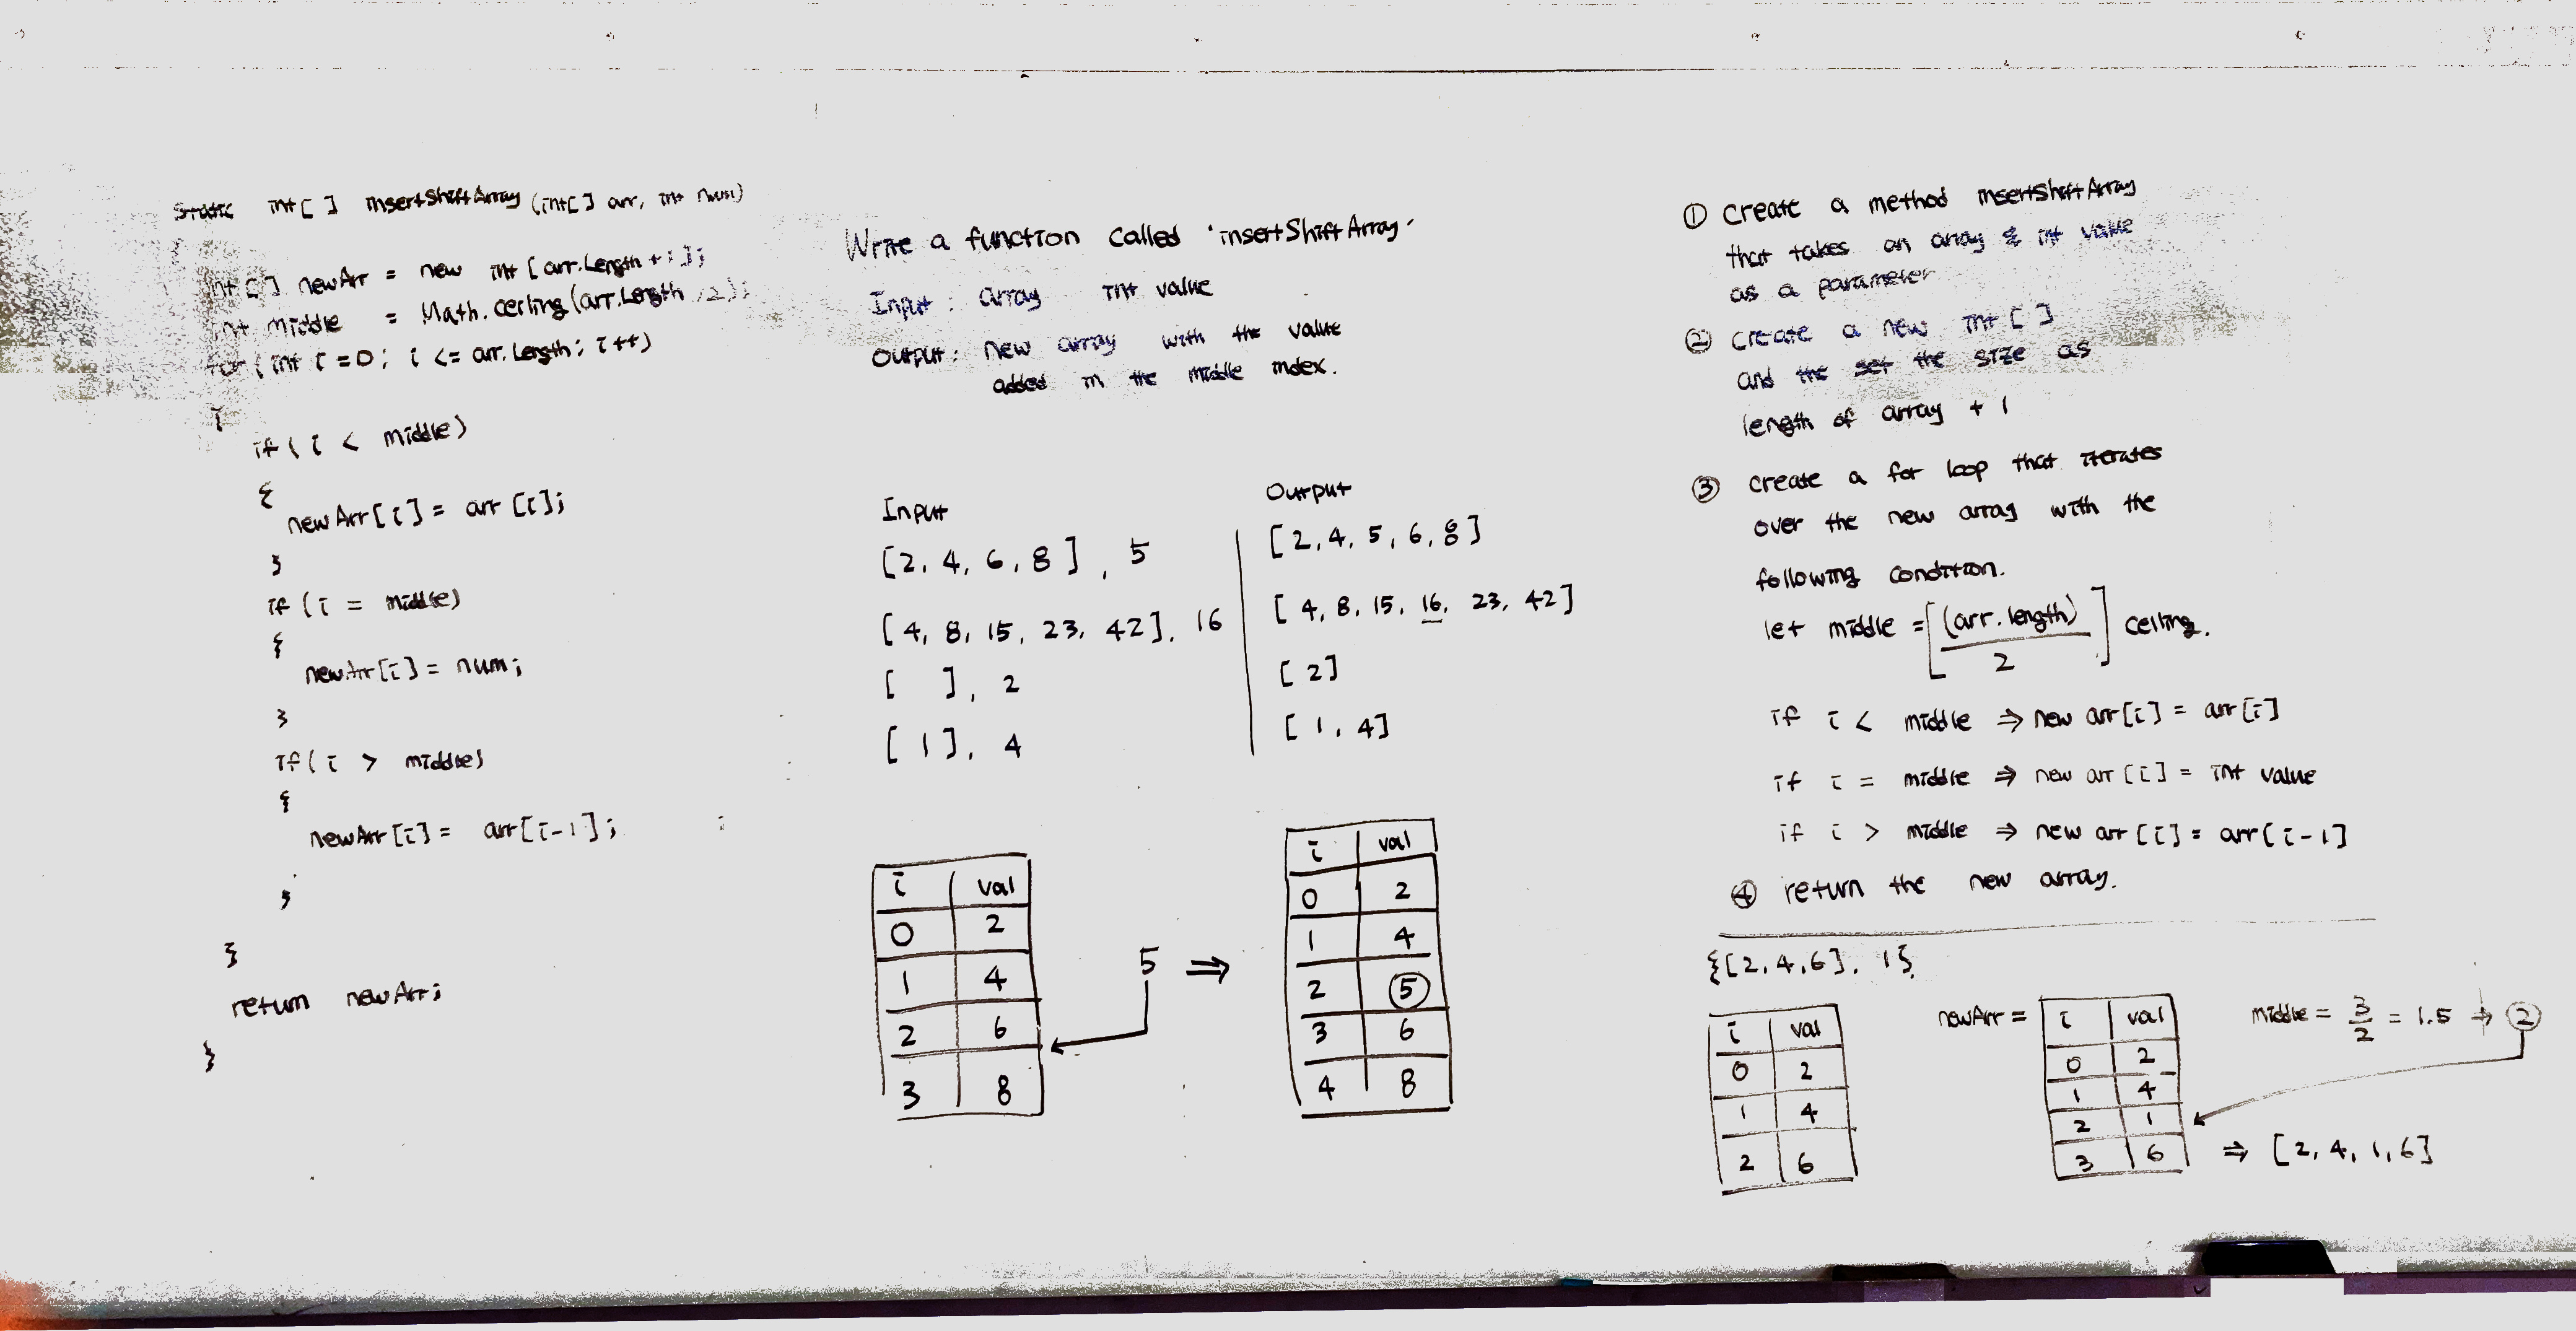 static int[ ] insertShiftArray (int[] arr, int num)
int[] newArr = new int [arr.Length + 1];
int middle = Math.ceiling(arr.Length /2);
for (int i = 0; i <= arr.Length; i++)
{
if( i < middle)
{
newArr[i] = arr [i];
}
if (i = middle)
{
newArr[i] = num;
}
if( i > middle)
{
newArr[i] = arr[i-1];
}
}
return newArr;
}
Write a function called 'insertShiftArray'
Input: array int value
Output: new array with the value
added in the middle index.
Input
Output
[2, 4, 6, 8], 5
[2, 4, 5, 6, 8]
[4, 8, 15, 23, 42], 16
[4, 8, 15, 16, 23, 42]
[ ], 2
[2]
[1], 4
[1, 4]
i val
0 2
1 4
2 6
3 8
5 ⇒
i val
0 2
1 4
2 5
3 6
4 8
① create a method insertShiftArray
that takes an array & int value
as a parameter
② create a new int [ ]
and the set the size as
length of array + 1
③ create a for loop that iterates
over the new array with the
following condition.
let middle = [(arr.length)
2] ceiling.
if i < middle ⇒ new arr[i] = arr[i]
if i = middle ⇒ new arr[i] = int value
if i > middle ⇒ new arr[i] = arr[i-1]
④ return the new array.
{[2,4,6], 1}
i val
0 2
1 4
2 6
newArr =
i val
0 2
1 4
2 1
3 6
middle = 3/2 = 1.5 → 2
⇒ [2, 4, 1, 6]